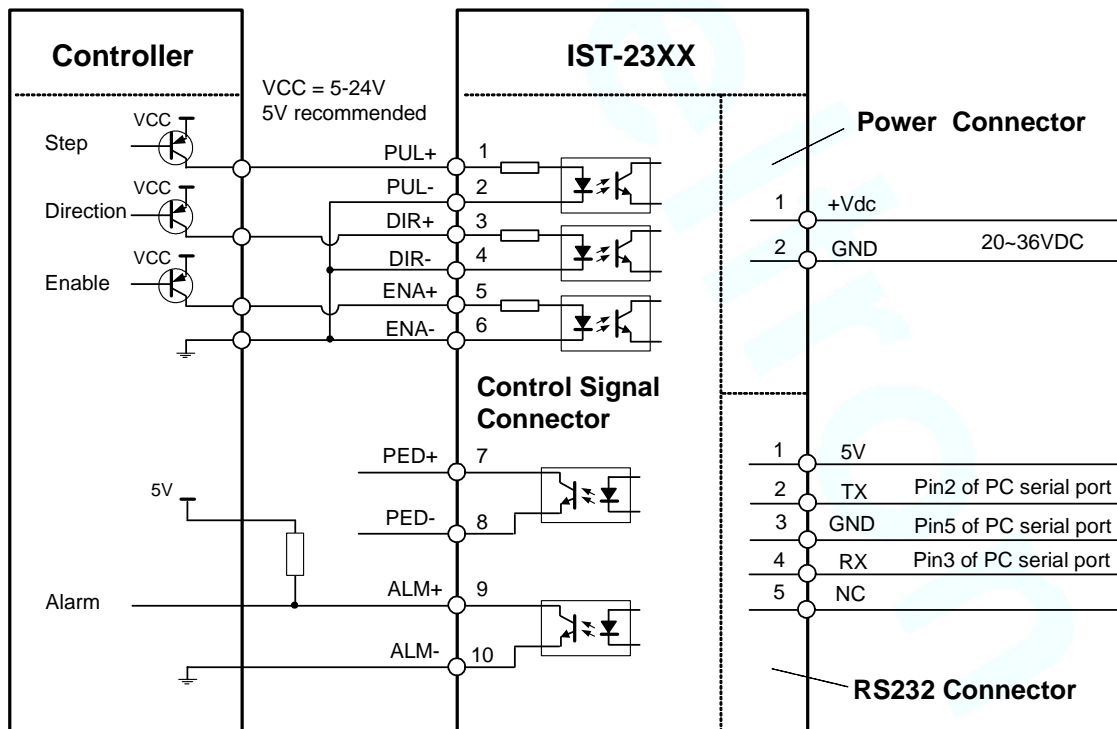 Controller
IST-23XX
VCC = 5-24V
5V recommended
VCC
Step
VCC
Direction
VCC
Enable
PUL+
1
PUL-
2
DIR+
3
DIR-
4
ENA+
5
ENA-
6
Control Signal
Connector
PED+
7
PED-
8
5V
Alarm
ALM+
9
ALM-
10
Power Connector
1
+Vdc
2
GND
20~36VDC
1
5V
2
TX
Pin2 of PC serial port
3
GND
Pin5 of PC serial port
4
RX
Pin3 of PC serial port
5
NC
RS232 Connector